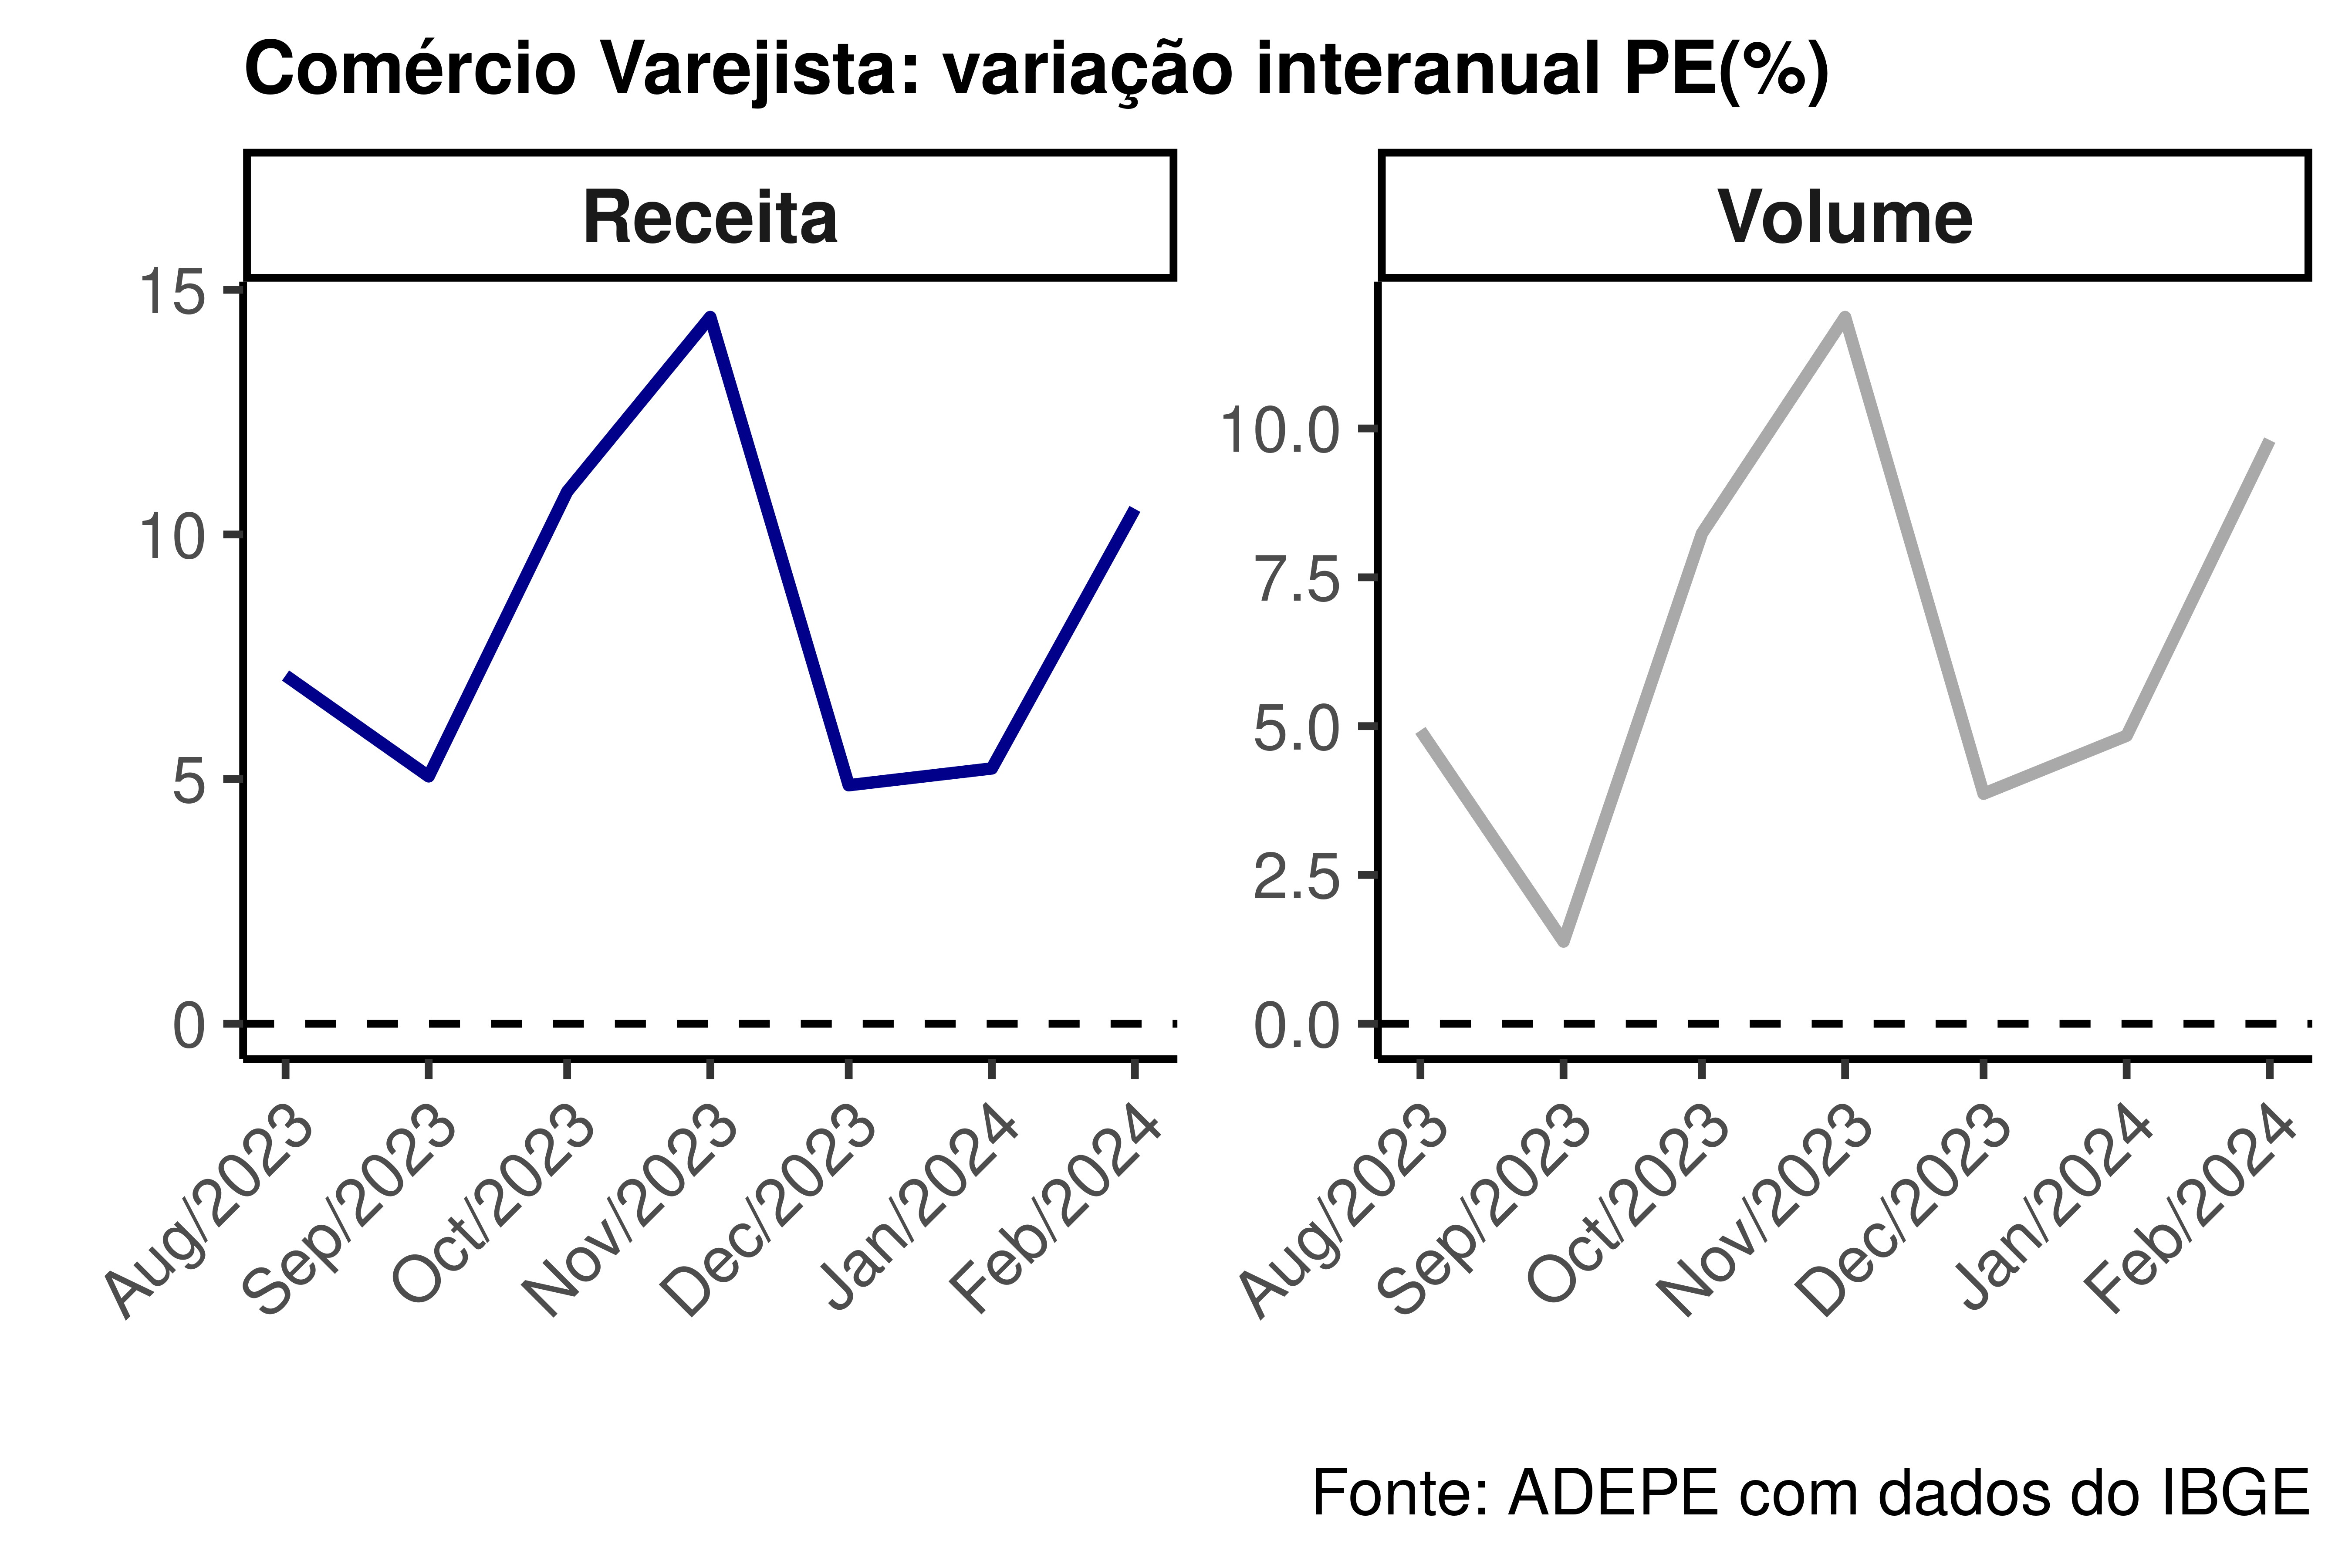 Comércio Varejista: variação interanual PE(%)
Receita
15
10
5
0
Aug/2023
Sep/2023
Oct/2023
Nov/2023
Dec/2023
Jan/2024
Feb/2024
Volume
10.0
7.5
5.0
2.5
0.0
Aug/2023
Sep/2023
Oct/2023
Nov/2023
Dec/2023
Jan/2024
Feb/2024
Fonte: ADEPE com dados do IBGE